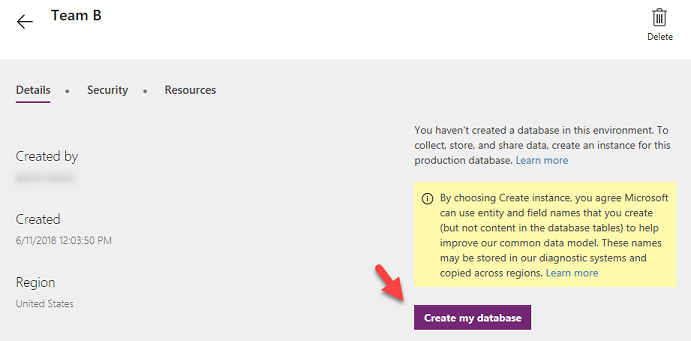 Team B
Delete
Details • Security • Resources
Created by
Created
6/11/2018 12:03:50 PM
Region
United States
You haven't created a database in this environment. To
collect, store, and share data, create an instance for this
production database. Learn more
By choosing Create instance, you agree Microsoft
can use entity and field names that you create
(but not content in the database tables) to help
improve our common data model. These names
may be stored in our diagnostic systems and
copied across regions. Learn more
Create my database